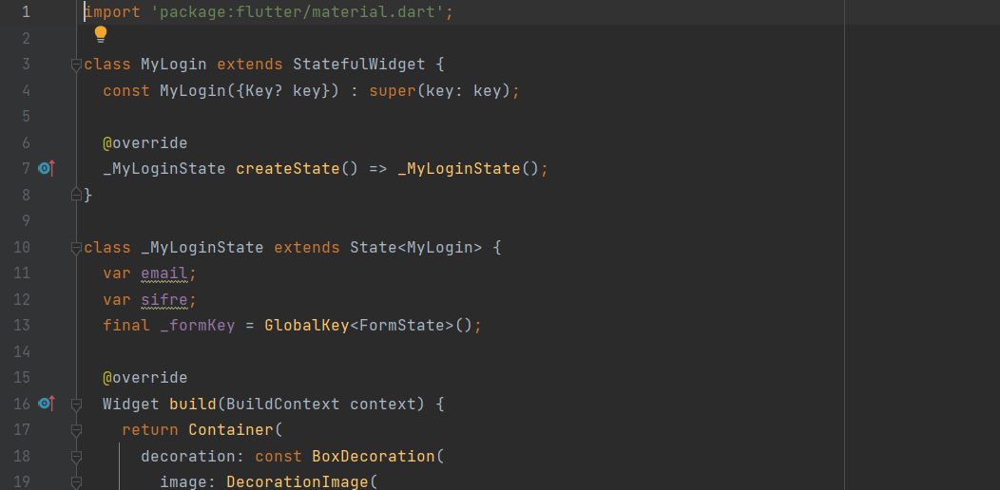 1 import 'package:flutter/material.dart';
2
3 class MyLogin extends StatefulWidget {
4 const MyLogin({Key? key}) : super(key: key);
5
6 @override
7 _MyLoginState createState() => _MyLoginState();
8 }
9
10 class _MyLoginState extends State<MyLogin> {
11 var email;
12 var sifre;
13 final _formKey = GlobalKey<FormState>();
14
15 @override
16 Widget build(BuildContext context) {
17 return Container(
18 decoration: const BoxDecoration(
19 image: DecorationImage(